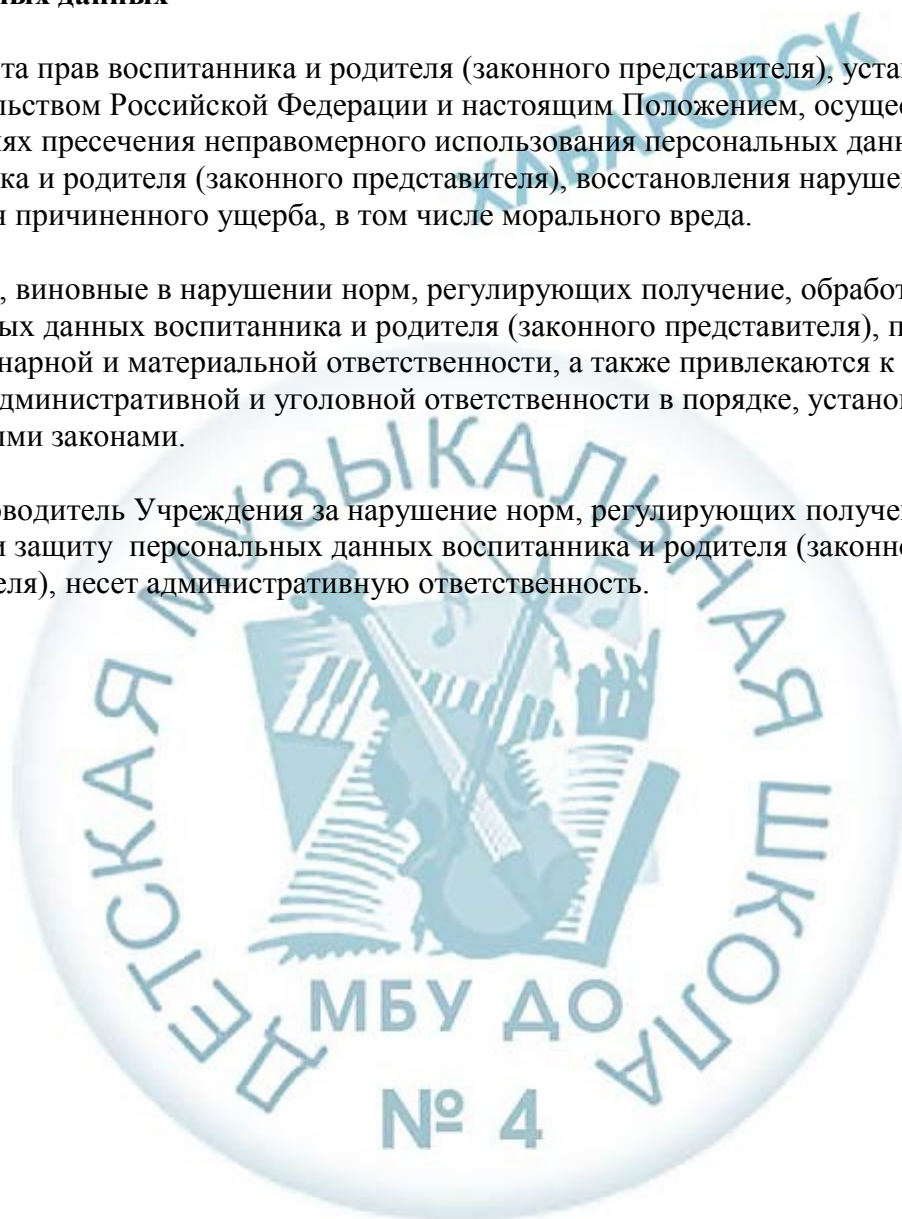 ных данных
ХАБАРОВСК
та прав воспитанника и родителя (законного представителя), уста
льством Российской Федерации и настоящим Положением, осущес
ях пресечения неправомерного использования персональных данн
ка и родителя (законного представителя), восстановления наруше
я причиненного ущерба, в том числе морального вреда.
, виновные в нарушении норм, регулирующих получение, обработ
ых данных воспитанника и родителя (законного представителя), п
нарной и материальной ответственности, а также привлекаются к
дминистративной и уголовной ответственности в порядке, устано
ыми законами.
оводитель Учреждения за нарушение норм, регулирующих получе
и защиту персональных данных воспитанника и родителя (законно
еля), несет административную ответственность.
ДЕТСКАЯ МУЗЫКАЛЬНАЯ ШКОЛА
МБУ ДО
№ 4